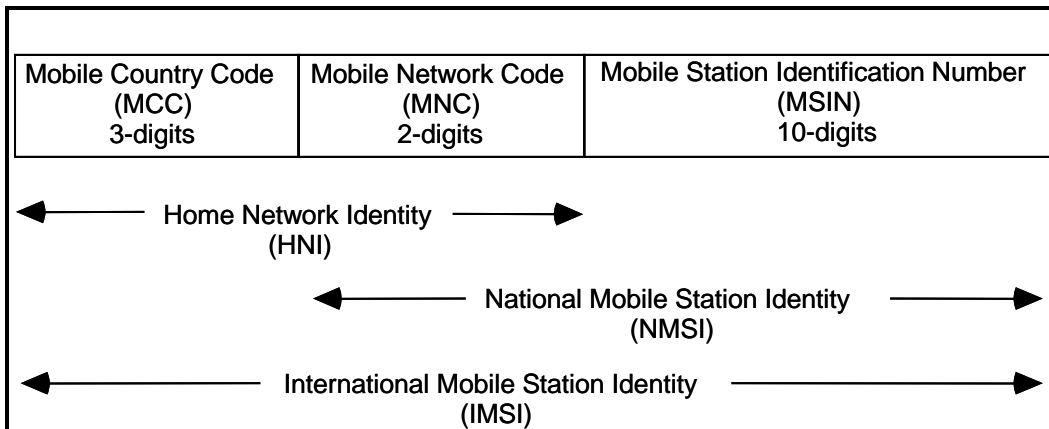 Mobile Country Code
(MCC)
3-digits
Mobile Network Code
(MNC)
2-digits
Mobile Station Identification Number
(MSIN)
10-digits
Home Network Identity
(HNI)
National Mobile Station Identity
(NMSI)
International Mobile Station Identity
(IMSI)